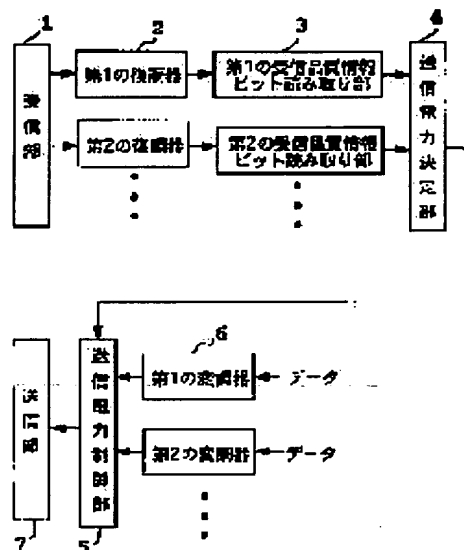 1
2
3
4
受信部
第1の復調器
第1の受信品質情報
ビット読み取り部
送信電力決定部
第2の復調器
第2の受信品質情報
ビット読み取り部
6
送信部
送信電力制御部
第1の変調器
データ
第2の変調器
データ
7
5